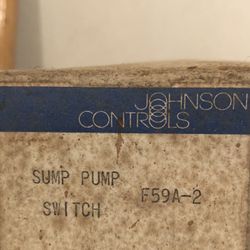 JOHNSON
CONTROLS
SUMP PUMP
SWITCH
F59A-2